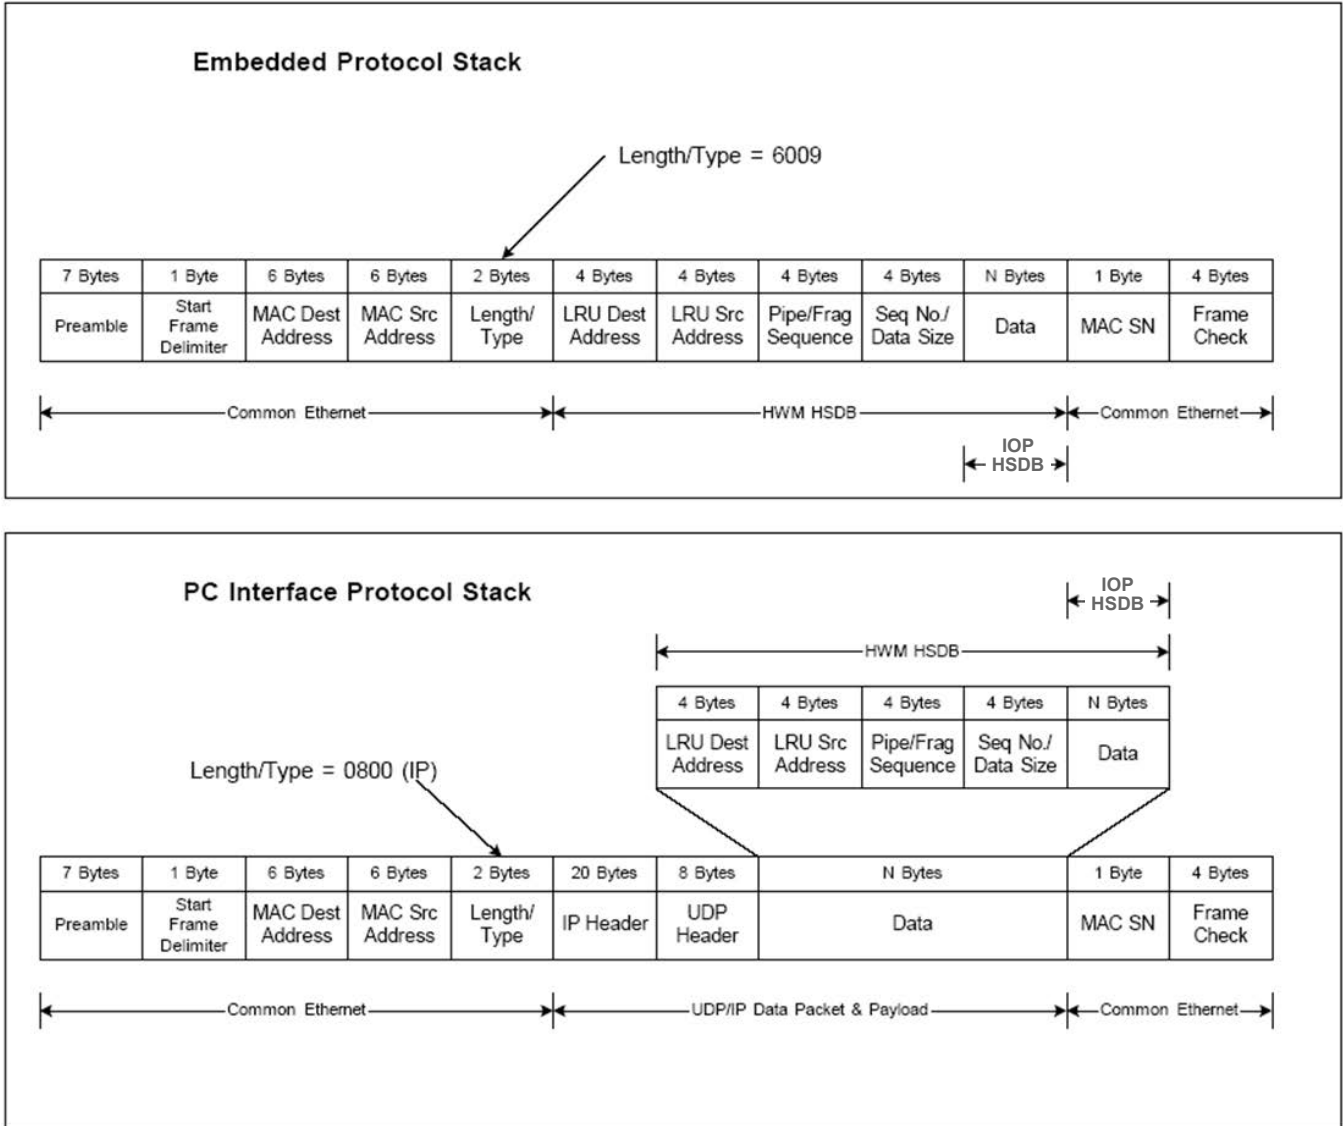 Embedded Protocol Stack
Length/Type = 6009
7 Bytes
1 Byte
6 Bytes
6 Bytes
2 Bytes
4 Bytes
4 Bytes
4 Bytes
4 Bytes
N Bytes
1 Byte
4 Bytes
Preamble
Start
Frame
Delimiter
MAC Dest
Address
MAC Src
Address
Length/
Type
LRU Dest
Address
LRU Src
Address
Pipe/Frag
Sequence
Seq No./
Data Size
Data
MAC SN
Frame
Check
Common Ethernet
HWM HSDB
Common Ethernet
IOP
HSDB
PC Interface Protocol Stack
IOP
HSDB
HWM HSDB
4 Bytes
4 Bytes
4 Bytes
4 Bytes
N Bytes
LRU Dest
Address
LRU Src
Address
Pipe/Frag
Sequence
Seq No./
Data Size
Data
Length/Type = 0800 (IP)
7 Bytes
1 Byte
6 Bytes
6 Bytes
2 Bytes
20 Bytes
8 Bytes
N Bytes
1 Byte
4 Bytes
Preamble
Start
Frame
Delimiter
MAC Dest
Address
MAC Src
Address
Length/
Type
IP Header
UDP
Header
Data
MAC SN
Frame
Check
Common Ethernet
UDP/IP Data Packet & Payload
Common Ethernet